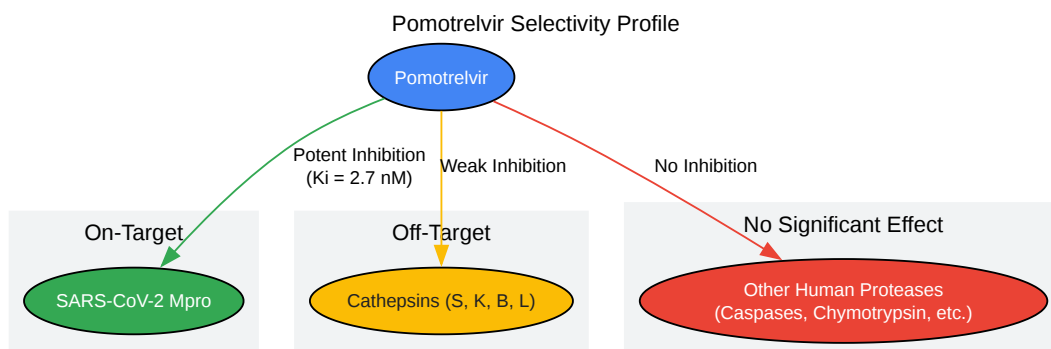 Pomotrelvir Selectivity Profile
Pomotrelvir
Potent Inhibition
(Ki = 2.7 nM)
Weak Inhibition
No Inhibition
On-Target
Off-Target
No Significant Effect
SARS-CoV-2 Mpro
Cathepsins (S, K, B, L)
Other Human Proteases
(Caspases, Chymotrypsin, etc.)